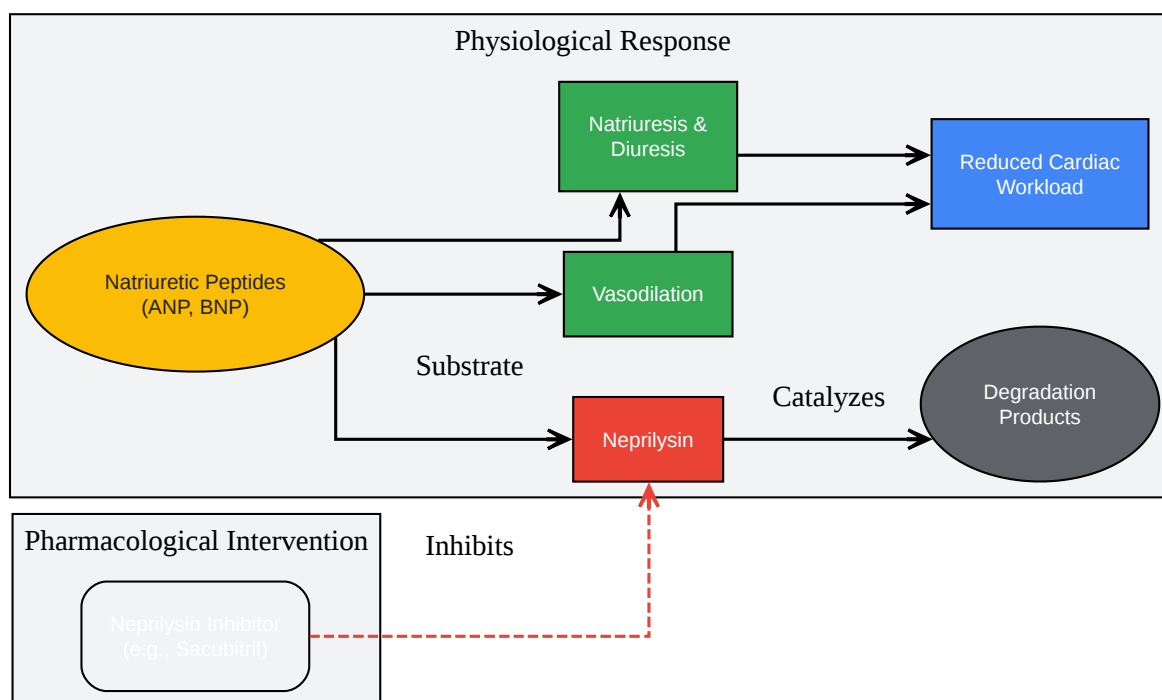 Physiological Response
Natriuresis &
Diuresis
Reduced Cardiac
Workload
Natriuretic Peptides
(ANP, BNP)
Vasodilation
Substrate
Catalyzes
Degradation
Products
Neprilysin
Pharmacological Intervention
Inhibits
Neprilysin Inhibitor
(e.g., Sacubitril)